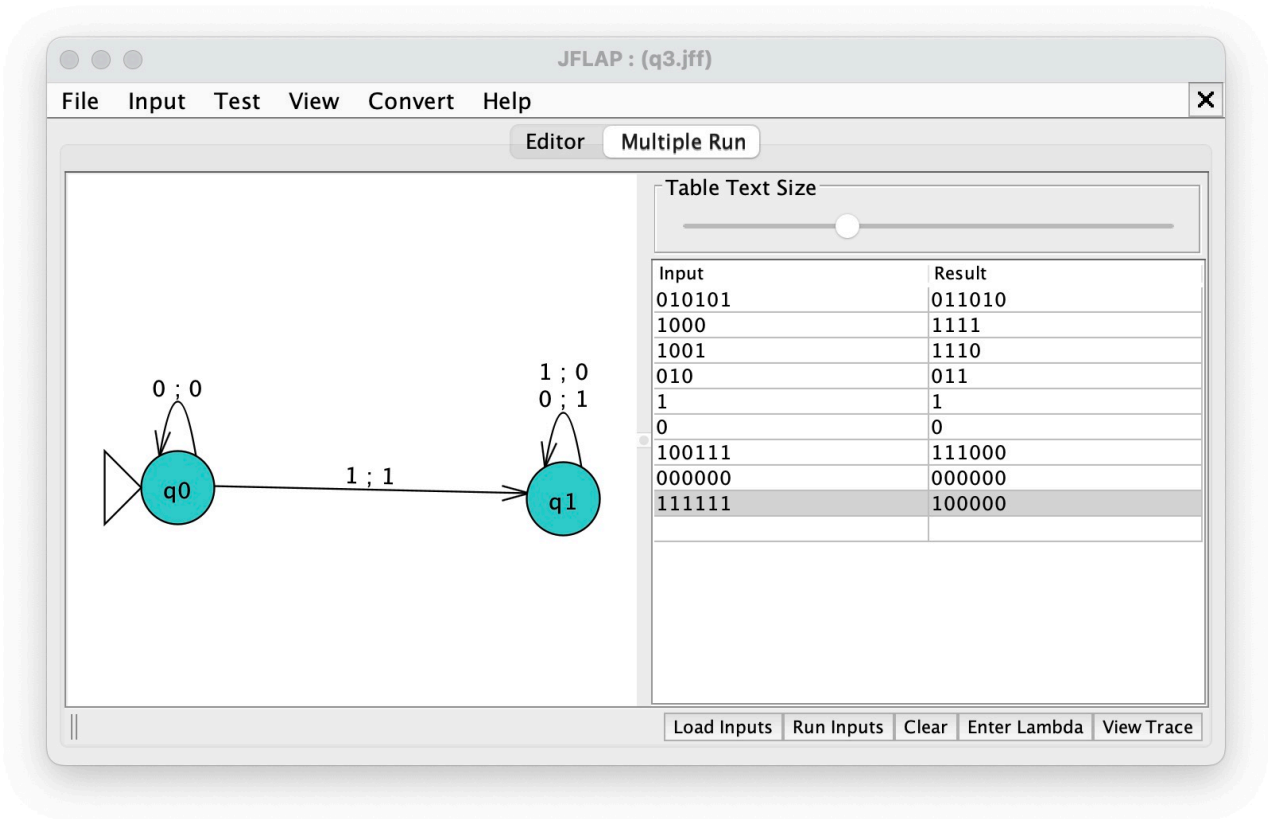 JFLAP : (q3.jff)
File Input Test View Convert Help
Editor Multiple Run
0 ; 0
q0
1 ; 1
1 ; 0
0 ; 1
q1
Table Text Size
Input Result
010101 011010
1000 1111
1001 1110
010 011
1 1
0 0
100111 111000
000000 000000
111111 100000
Load Inputs Run Inputs Clear Enter Lambda View Trace